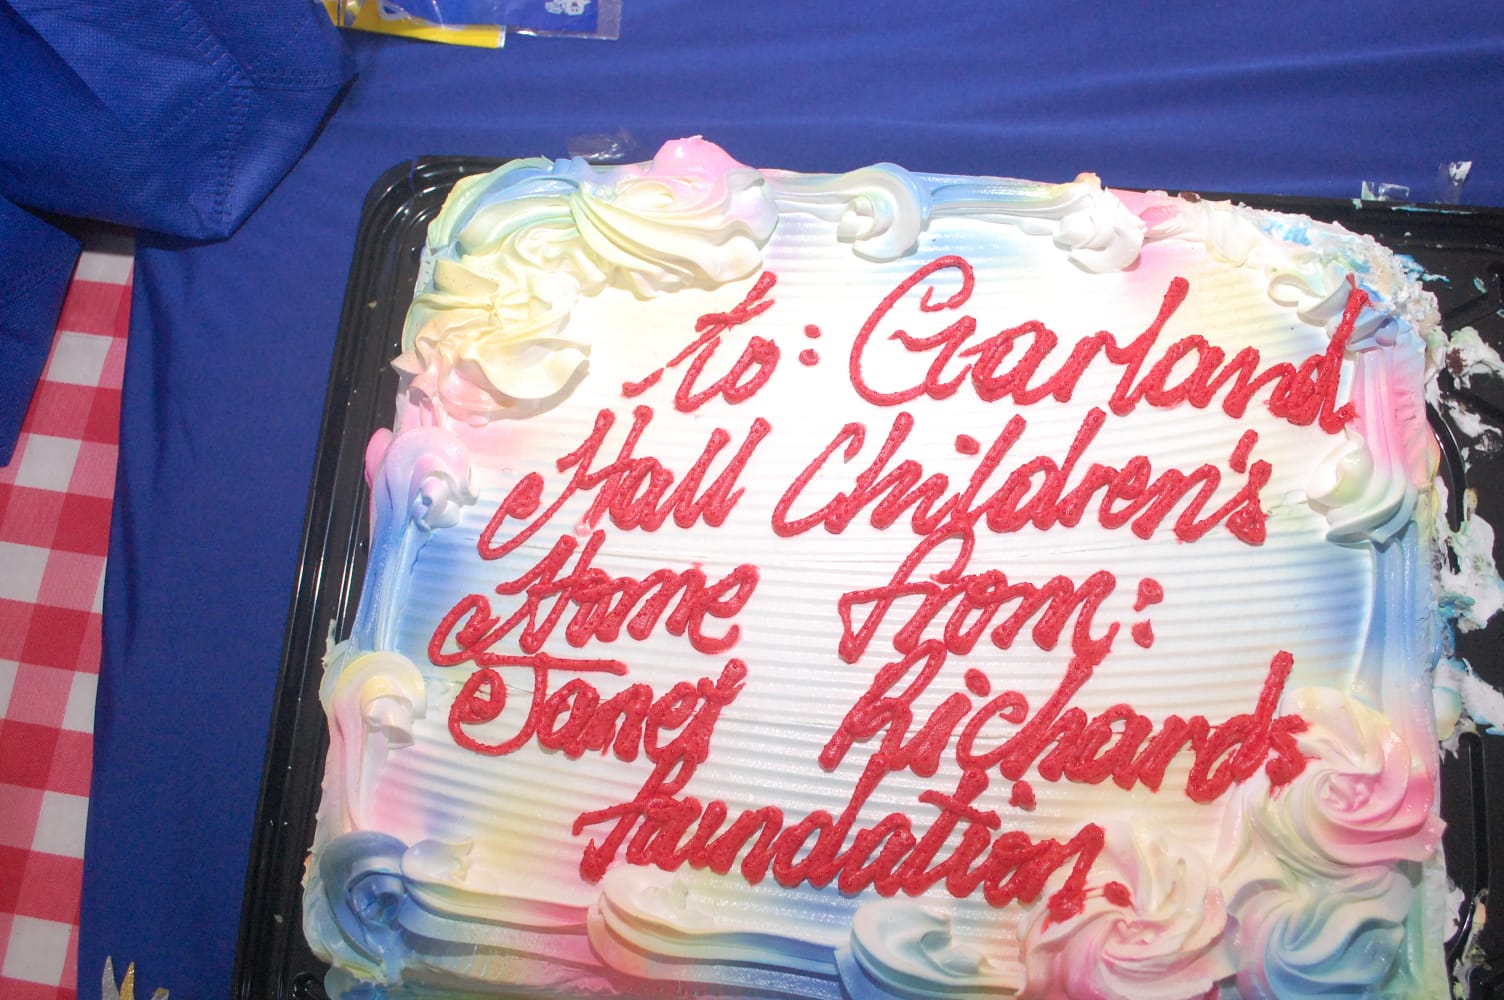 to: Garland
Hall Children's
Home from:
Janet Richards
Foundation